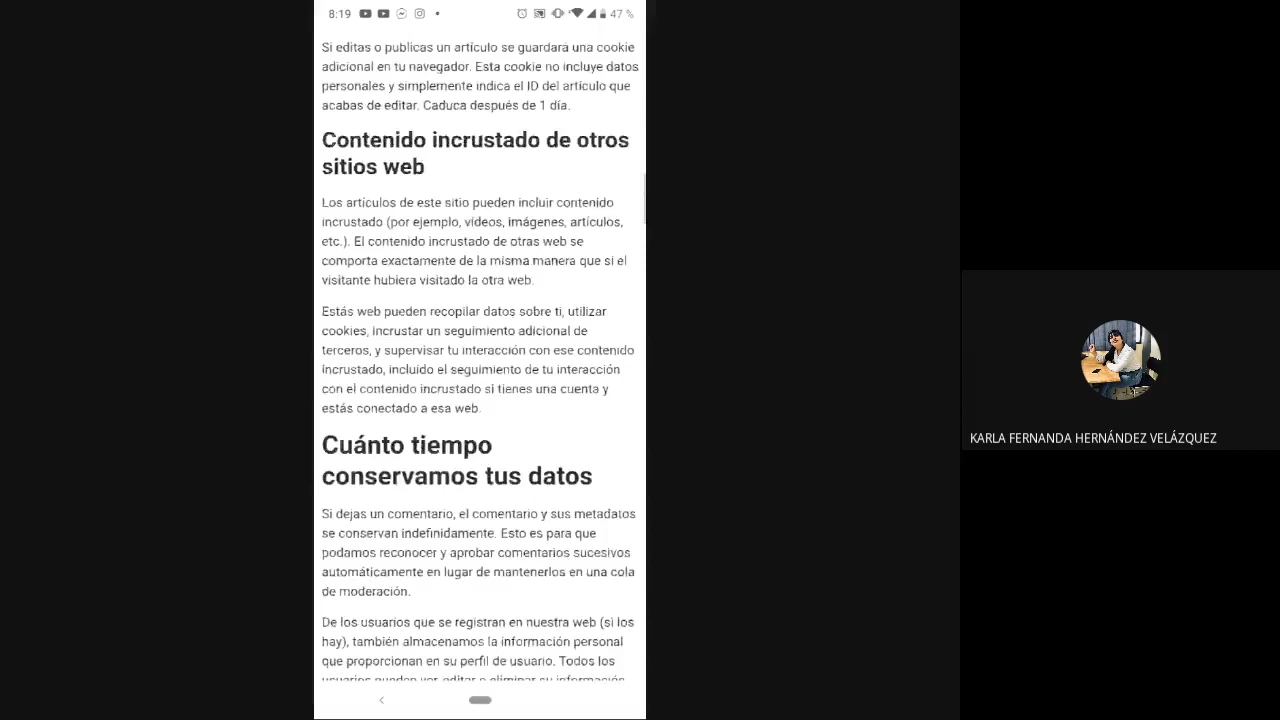 8:19
47 %
Si editas o publicas un artículo se guardará una cookie
adicional en tu navegador. Esta cookie no incluye datos
personales y simplemente indica el ID del artículo que
acabas de editar. Caduca después de 1 día.
Contenido incrustado de otros
sitios web
Los artículos de este sitio pueden incluir contenido
incrustado (por ejemplo, vídeos, imágenes, artículos,
etc.). El contenido incrustado de otras web se
comporta exactamente de la misma manera que si el
visitante hubiera visitado la otra web.
Estás web pueden recopilar datos sobre ti, utilizar
cookies, incrustar un seguimiento adicional de
terceros, y supervisar tu interacción con ese contenido
incrustado, incluido el seguimiento de tu interacción
con el contenido incrustado si tienes una cuenta y
estás conectado a esa web.
Cuánto tiempo
conservamos tus datos
Si dejas un comentario, el comentario y sus metadatos
se conservan indefinidamente. Esto es para que
podamos reconocer y aprobar comentarios sucesivos
automáticamente en lugar de mantenerlos en una cola
de moderación.
De los usuarios que se registran en nuestra web (si los
hay), también almacenamos la información personal
que proporcionan en su perfil de usuario. Todos los
usuarios pueden ver, editar o eliminar su información
KARLA FERNANDA HERNÁNDEZ VELÁZQUEZ